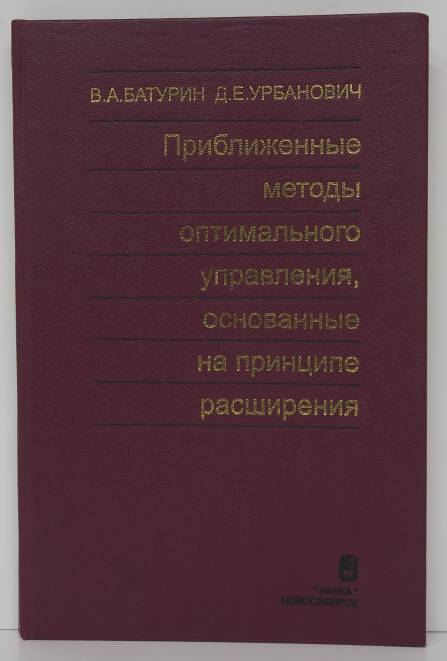 В.А.БАТУРИН Д.Е.УРБАНОВИЧ
Приближенные
методы
оптимального
управления,
основанные
на принципе
расширения
"НАУКА"
НОВОСИБИРСК